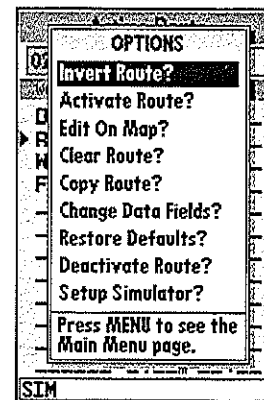 OPTIONS
Invert Route?
Activate Route?
Edit On Map?
Clear Route?
Copy Route?
Change Data Fields?
Restore Defaults?
Deactivate Route?
Setup Simulator?
Press MENU to see the
Main Menu page.
SIM